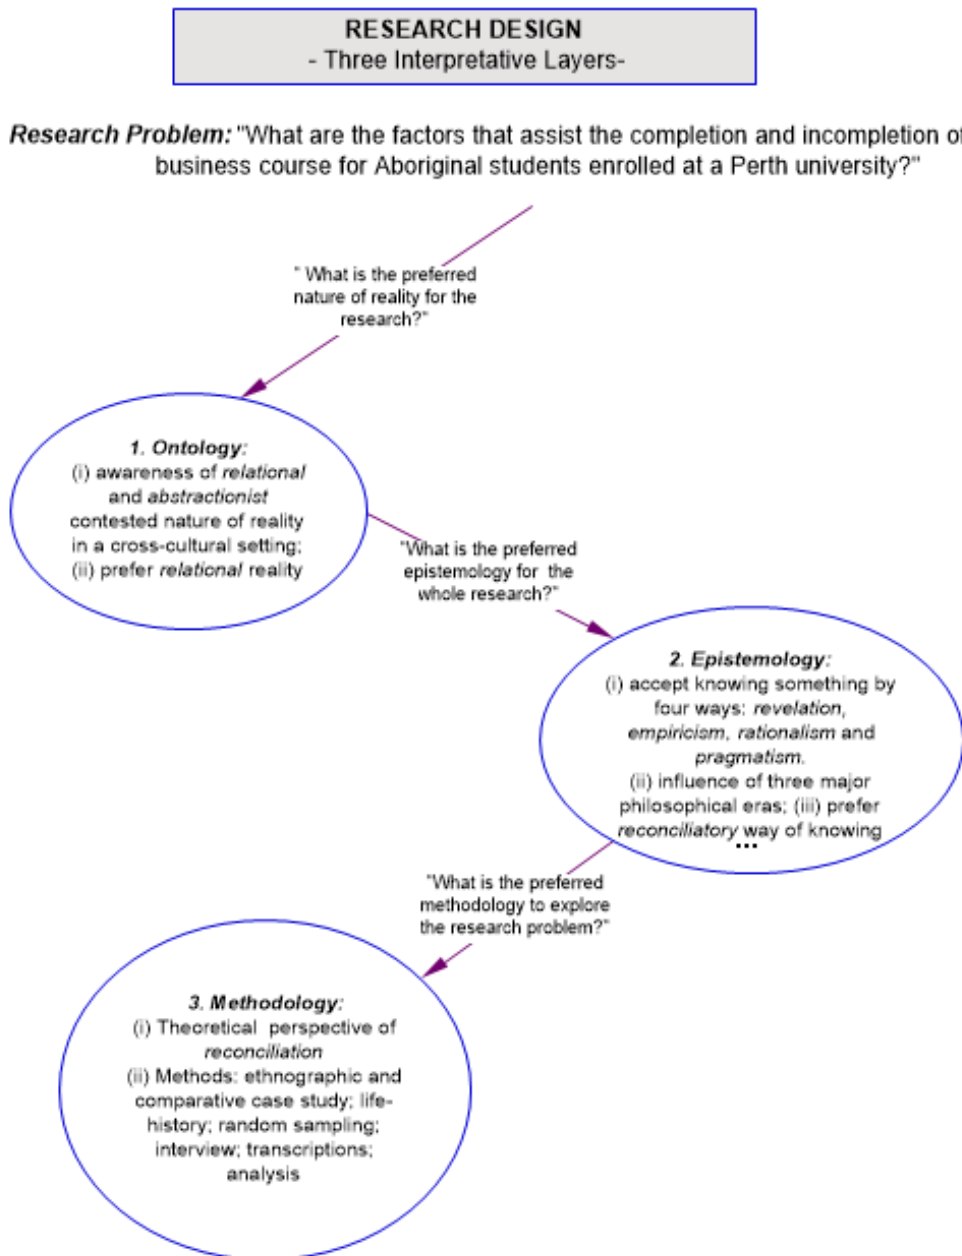 RESEARCH DESIGN
- Three Interpretative Layers-
Research Problem: "What are the factors that assist the completion and incompletion of
business course for Aboriginal students enrolled at a Perth university?"
" What is the preferred
nature of reality for the
research?"
1. Ontology:
(i) awareness of relational
and abstractionist
contested nature of reality
in a cross-cultural setting;
(ii) prefer relational reality
"What is the preferred
epistemology for the
whole research?"
2. Epistemology:
(i) accept knowing something by
four ways: revelation,
empiricism, rationalism and
pragmatism.
(ii) influence of three major
philosophical eras; (iii) prefer
reconciliatory way of knowing
...
"What is the preferred
methodology to explore
the research problem?"
3. Methodology:
(i) Theoretical perspective of
reconciliation
(ii) Methods: ethnographic and
comparative case study; life-
history; random sampling;
interview; transcriptions;
analysis